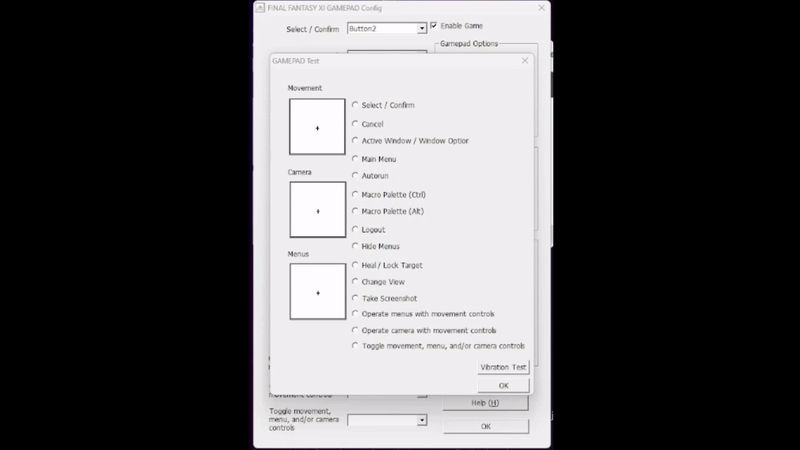 FINAL FANTASY XI GAMEPAD Config
Select / Confirm
Button2
Enable Game
Gamepad Options
GAMEPAD Test
Movement
Select / Confirm
Cancel
Active Window / Window Option
Main Menu
Autorun
Camera
Macro Palette (Ctrl)
Macro Palette (Alt)
Logout
Hide Menus
Menus
Heal / Lock Target
Change View
Take Screenshot
Operate menus with movement controls
Operate camera with movement controls
Toggle movement, menu, and/or camera controls
Vibration Test
OK
movement controls
Help (H)
Toggle movement,
menu, and/or camera
controls
OK